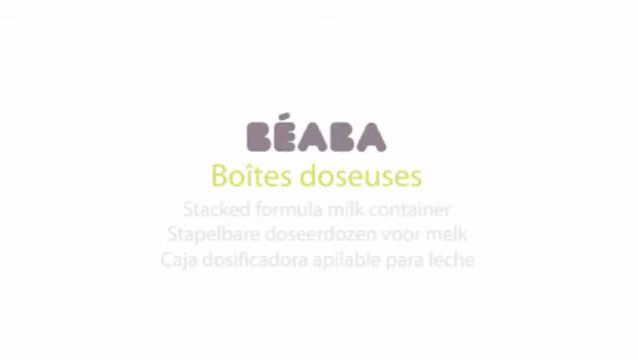 BÉABA
Boîtes doseuses
Stacked formula milk container
Stapelbare doseerdozen voor melk
Caja dosificadora apilable para leche